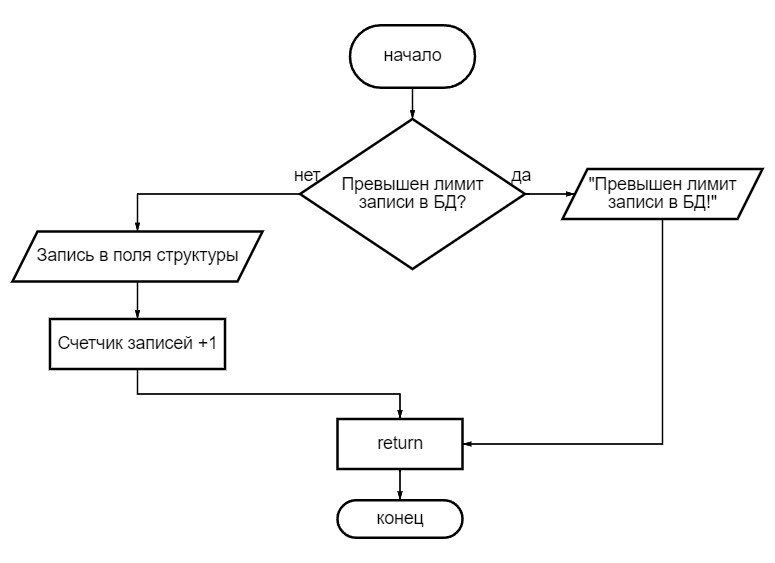 начало
нет
да
Превышен лимит
записи в БД?
"Превышен лимит
записи в БД!"
Запись в поля структуры
Счетчик записей +1
return
конец